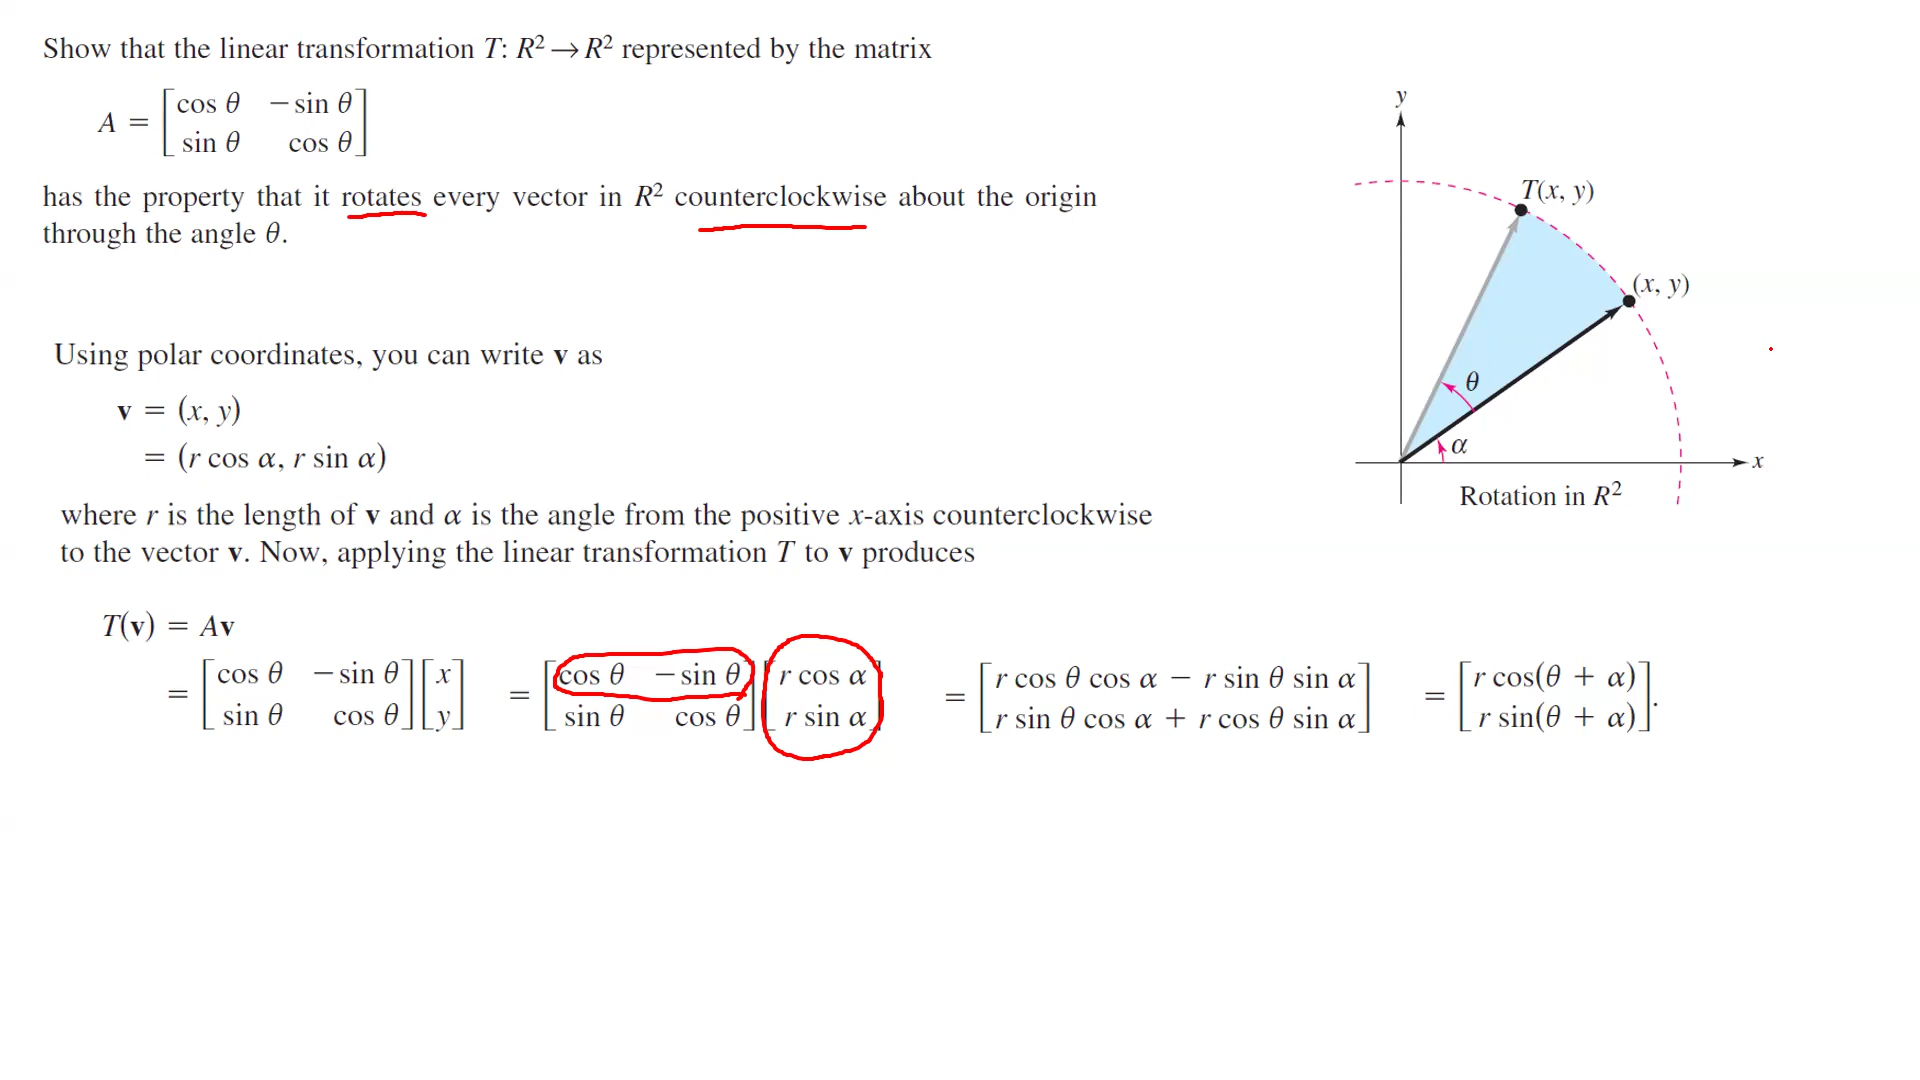 Show that the linear transformation T: R² → R² represented by the matrix
A = [cos θ −sin θ
sin θ cos θ]
has the property that it rotates every vector in R² counterclockwise about the origin
through the angle θ.
Using polar coordinates, you can write v as
v = (x, y)
= (r cos α, r sin α)
where r is the length of v and α is the angle from the positive x-axis counterclockwise
to the vector v. Now, applying the linear transformation T to v produces
T(v) = Av
= [cos θ −sin θ] [x] = [cos θ −sin θ] [r cos α] = [r cos θ cos α − r sin θ sin α] = [r cos(θ + α)]
[sin θ cos θ] [y] [sin θ cos θ] [r sin α] [r sin θ cos α + r cos θ sin α] [r sin(θ + α)].
y
T(x, y)
(x, y)
θ
α
x
Rotation in R²